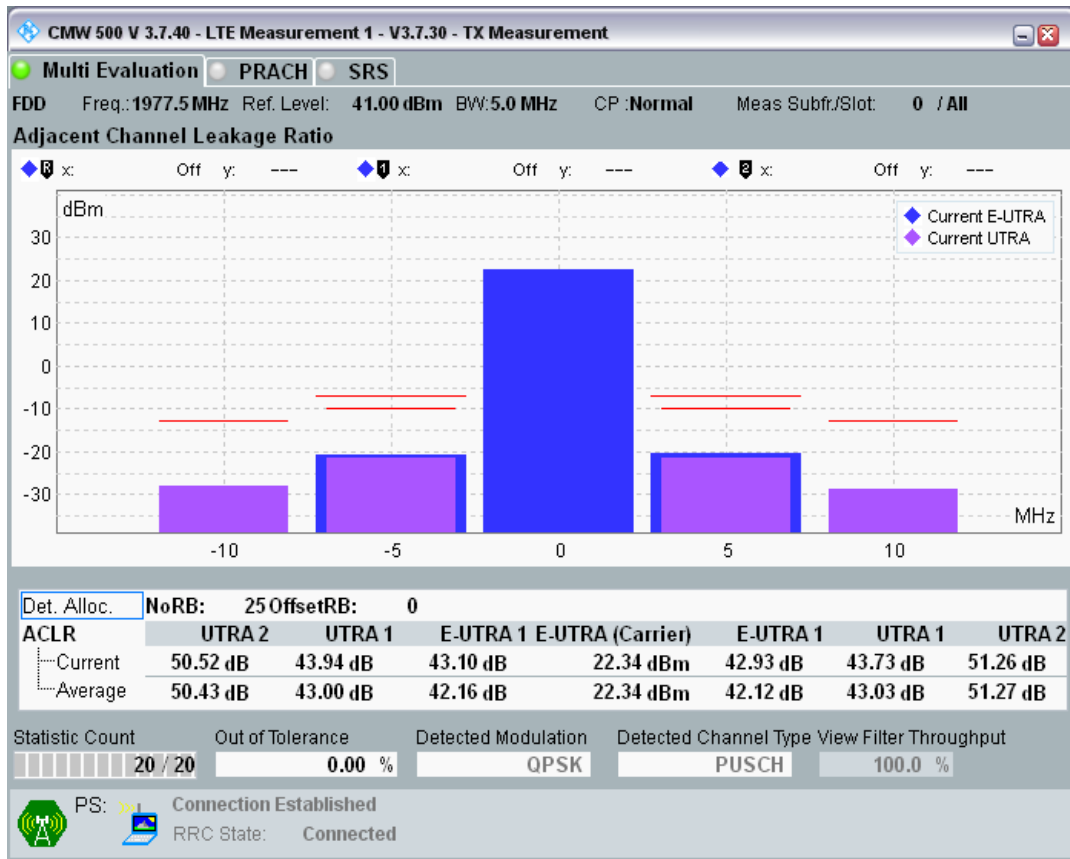 CMW 500 V 3.7.40 - LTE Measurement 1 - V3.7.30 - TX Measurement
Multi Evaluation PRACH SRS
FDD Freq.:1977.5 MHz Ref. Level: 41.00 dBm BW:5.0 MHz CP :Normal Meas Subfr./Slot: 0 / All
Adjacent Channel Leakage Ratio
R x: Off y: --- 1 x: Off y: --- 2 x: Off y: ---
dBm
Current E-UTRA
Current UTRA
30
20
10
0
-10
-20
-30
MHz
-10 -5 0 5 10
Det. Alloc. NoRB: 25 OffsetRB: 0
ACLR UTRA 2 UTRA 1 E-UTRA 1 E-UTRA (Carrier) E-UTRA 1 UTRA 1 UTRA 2
Current 50.52 dB 43.94 dB 43.10 dB 22.34 dBm 42.93 dB 43.73 dB 51.26 dB
Average 50.43 dB 43.00 dB 42.16 dB 22.34 dBm 42.12 dB 43.03 dB 51.27 dB
Statistic Count Out of Tolerance Detected Modulation Detected Channel Type View Filter Throughput
20 / 20 0.00 % QPSK PUSCH 100.0 %
PS: Connection Established
RRC State: Connected